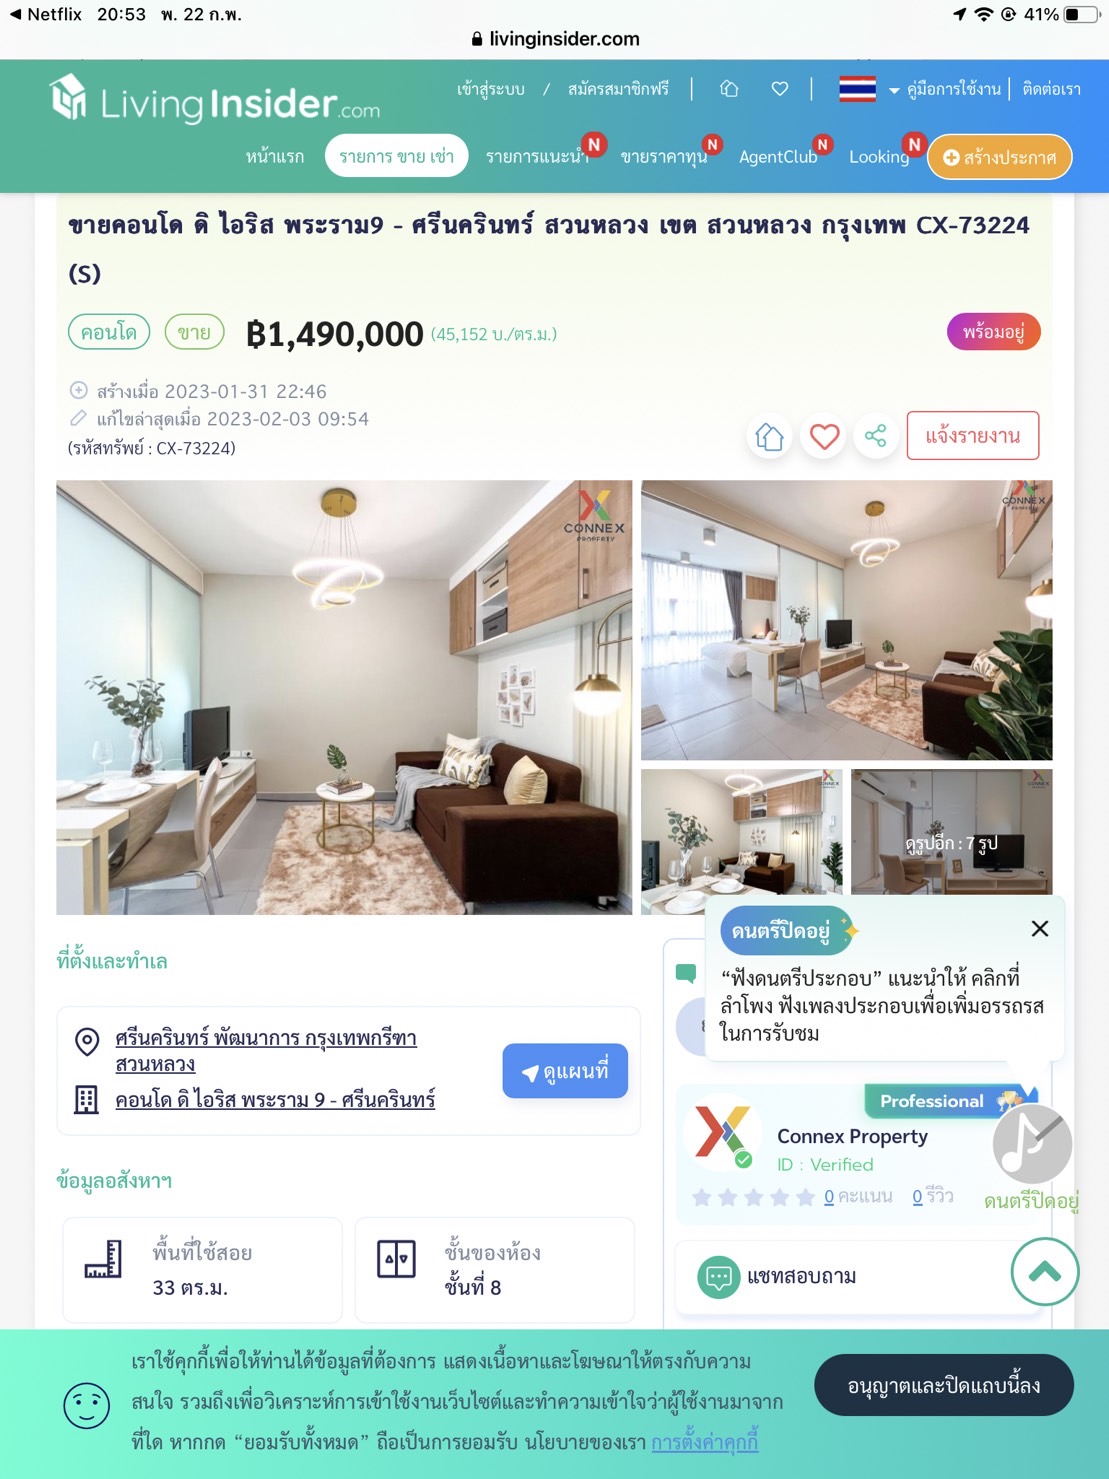 Netflix 20:53 พ. 22 ก.พ. 41%
livinginsider.com
LivingInsider.com
เข้าสู่ระบบ / สมัครสมาชิกฟรี คู่มือการใช้งาน ติดต่อเรา
หน้าแรก รายการ ขาย เช่า รายการแนะนำ N ขายราคาทุน N AgentClub N Looking N สร้างประกาศ
ขายคอนโด ดิ ไอริส พระราม9 - ศรีนครินทร์ สวนหลวง เขต สวนหลวง กรุงเทพ CX-73224
(S)
คอนโด ขาย ฿1,490,000 (45,152 บ./ตร.ม.) พร้อมอยู่
สร้างเมื่อ 2023-01-31 22:46
แก้ไขล่าสุดเมื่อ 2023-02-03 09:54
(รหัสทรัพย์ : CX-73224)
แจ้งรายงาน
CONNEX
PROPERTY
CONNEX
PROPERTY
ดูรูปอีก : 7 รูป
ดนตรีปิดอยู่
“ฟังดนตรีประกอบ” แนะนำให้ คลิกที่
ลำโพง ฟังเพลงประกอบเพื่อเพิ่มอรรถรส
ในการรับชม
ที่ตั้งและทำเล
ศรีนครินทร์ พัฒนาการ กรุงเทพกรีฑา
สวนหลวง
ดูแผนที่
คอนโด ดิ ไอริส พระราม 9 - ศรีนครินทร์
Professional
Connex Property
ID : Verified
0 คะแนน 0 รีวิว
ดนตรีปิดอยู่
ข้อมูลอสังหาฯ
พื้นที่ใช้สอย
33 ตร.ม.
ชั้นของห้อง
ชั้นที่ 8
แชทสอบถาม
เราใช้คุกกี้เพื่อให้ท่านได้ข้อมูลที่ต้องการ แสดงเนื้อหาและโฆษณาให้ตรงกับความ
สนใจ รวมถึงเพื่อวิเคราะห์การเข้าใช้งานเว็บไซต์และทำความเข้าใจว่าผู้ใช้งานมาจาก
ที่ใด หากกด “ยอมรับทั้งหมด” ถือเป็นการยอมรับ นโยบายของเรา การตั้งค่าคุกกี้
อนุญาตและปิดแถบนี้ลง